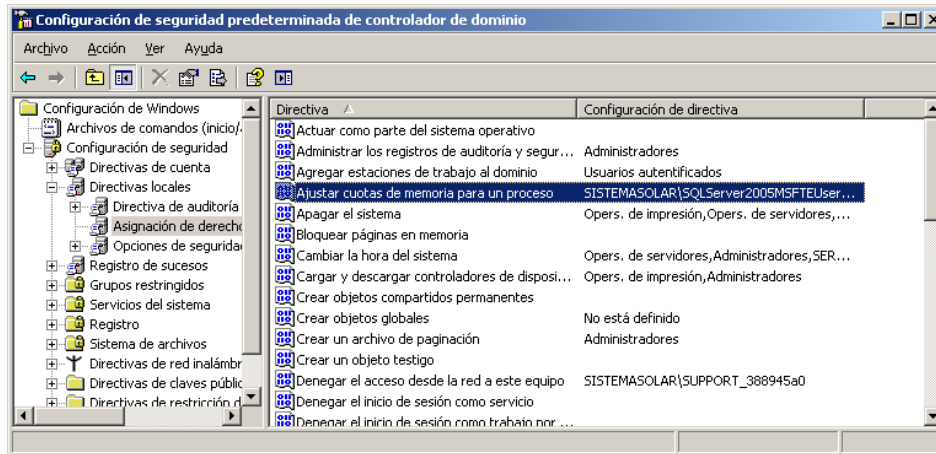 Configuración de seguridad predeterminada de controlador de dominio
Archivo Acción Ver Ayuda
Configuración de Windows
Archivos de comandos (inicio/
Configuración de seguridad
Directivas de cuenta
Directivas locales
Directiva de auditoría
Asignación de derecho
Opciones de seguridad
Registro de sucesos
Grupos restringidos
Servicios del sistema
Registro
Sistema de archivos
Directivas de red inalámbr
Directivas de claves públic
Directivas de restricción d
Directiva Configuración de directiva
Actuar como parte del sistema operativo
Administrar los registros de auditoría y segur... Administradores
Agregar estaciones de trabajo al dominio Usuarios autentificados
Ajustar cuotas de memoria para un proceso SISTEMASOLAR\SQLServer2005MSFTEUser...
Apagar el sistema Opers. de impresión,Opers. de servidores,...
Bloquear páginas en memoria
Cambiar la hora del sistema Opers. de servidores,Administradores,SER...
Cargar y descargar controladores de disposi... Opers. de impresión,Administradores
Crear objetos compartidos permanentes
Crear objetos globales No está definido
Crear un archivo de paginación Administradores
Crear un objeto testigo
Denegar el acceso desde la red a este equipo SISTEMASOLAR\SUPPORT_388945a0
Denegar el inicio de sesión como servicio
Denegar el inicio de sesión como trabajo por ...